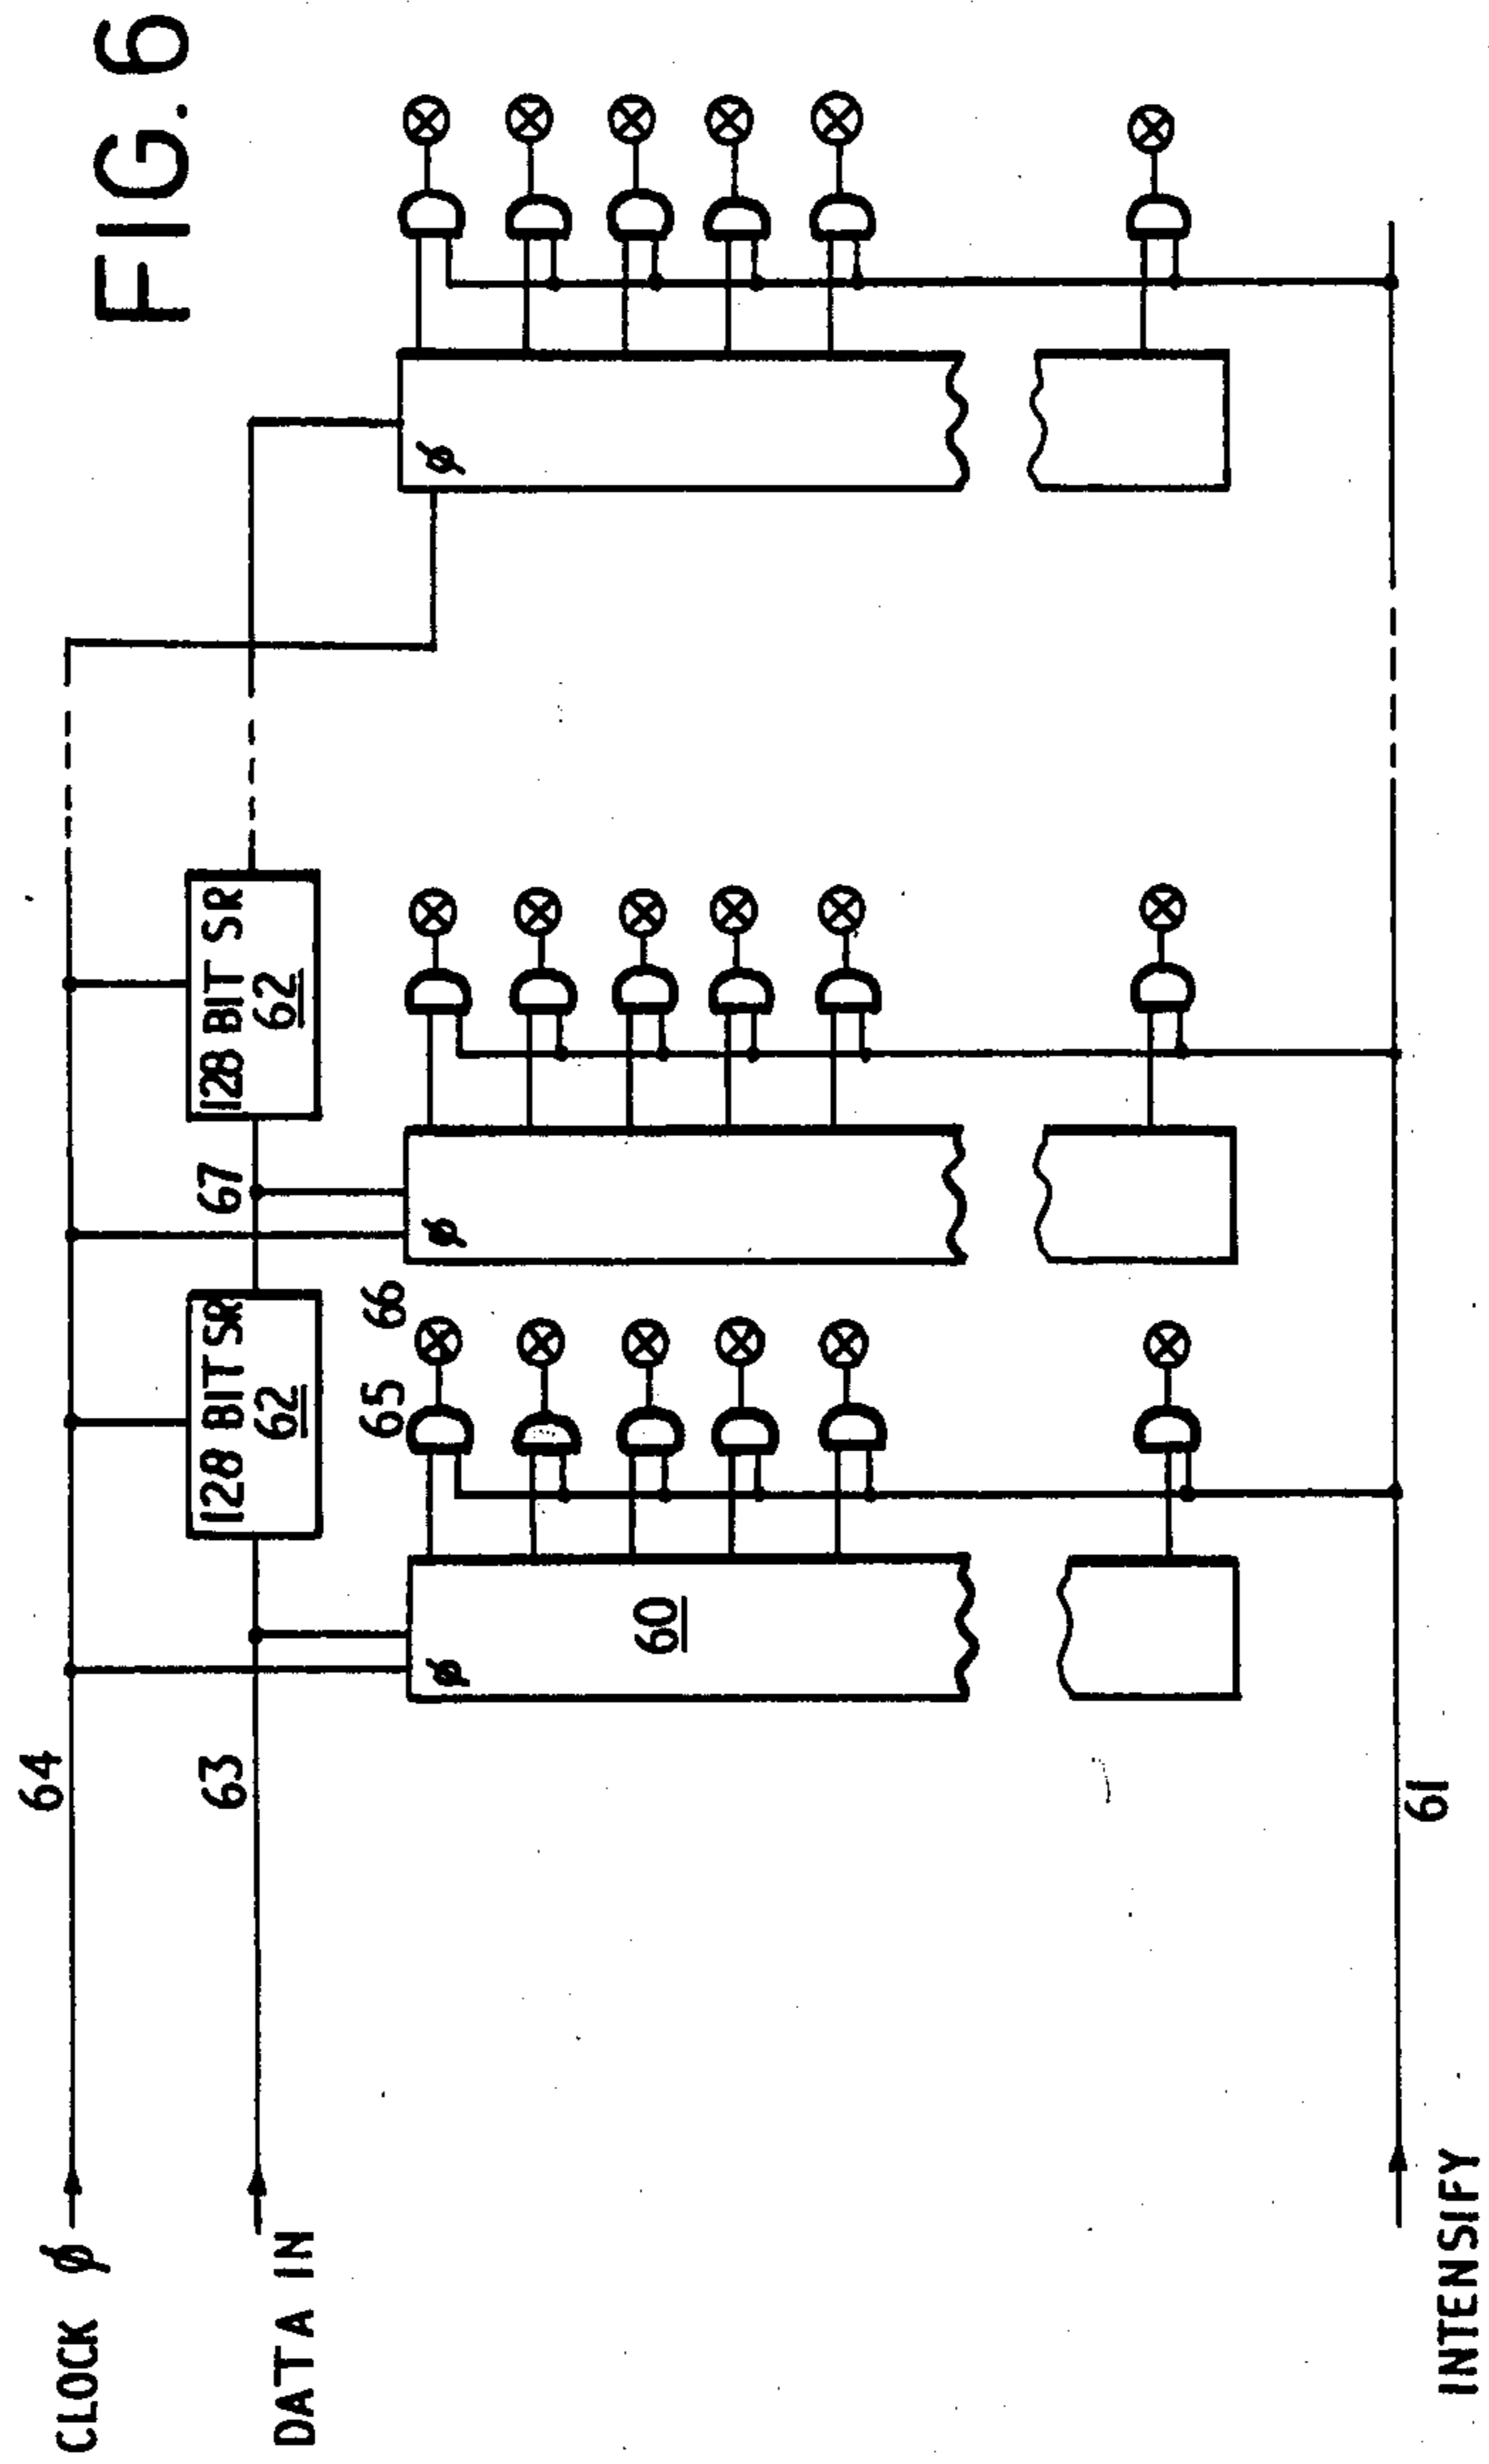 FIG. 6
CLOCK ϕ
64
DATA IN
63
128 BIT SR
62
67
128 BIT SR
62
65
66
ϕ
60
ϕ
ϕ
61
INTENSIFY